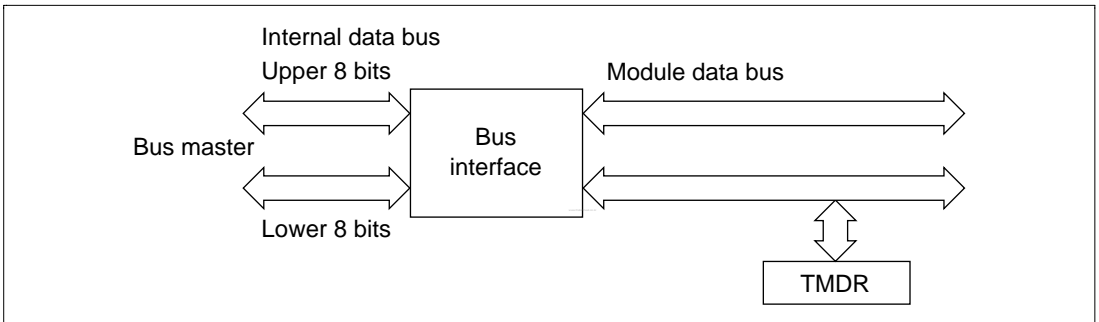 Internal data bus
Upper 8 bits
Module data bus
Bus master
Bus
interface
Lower 8 bits
TMDR